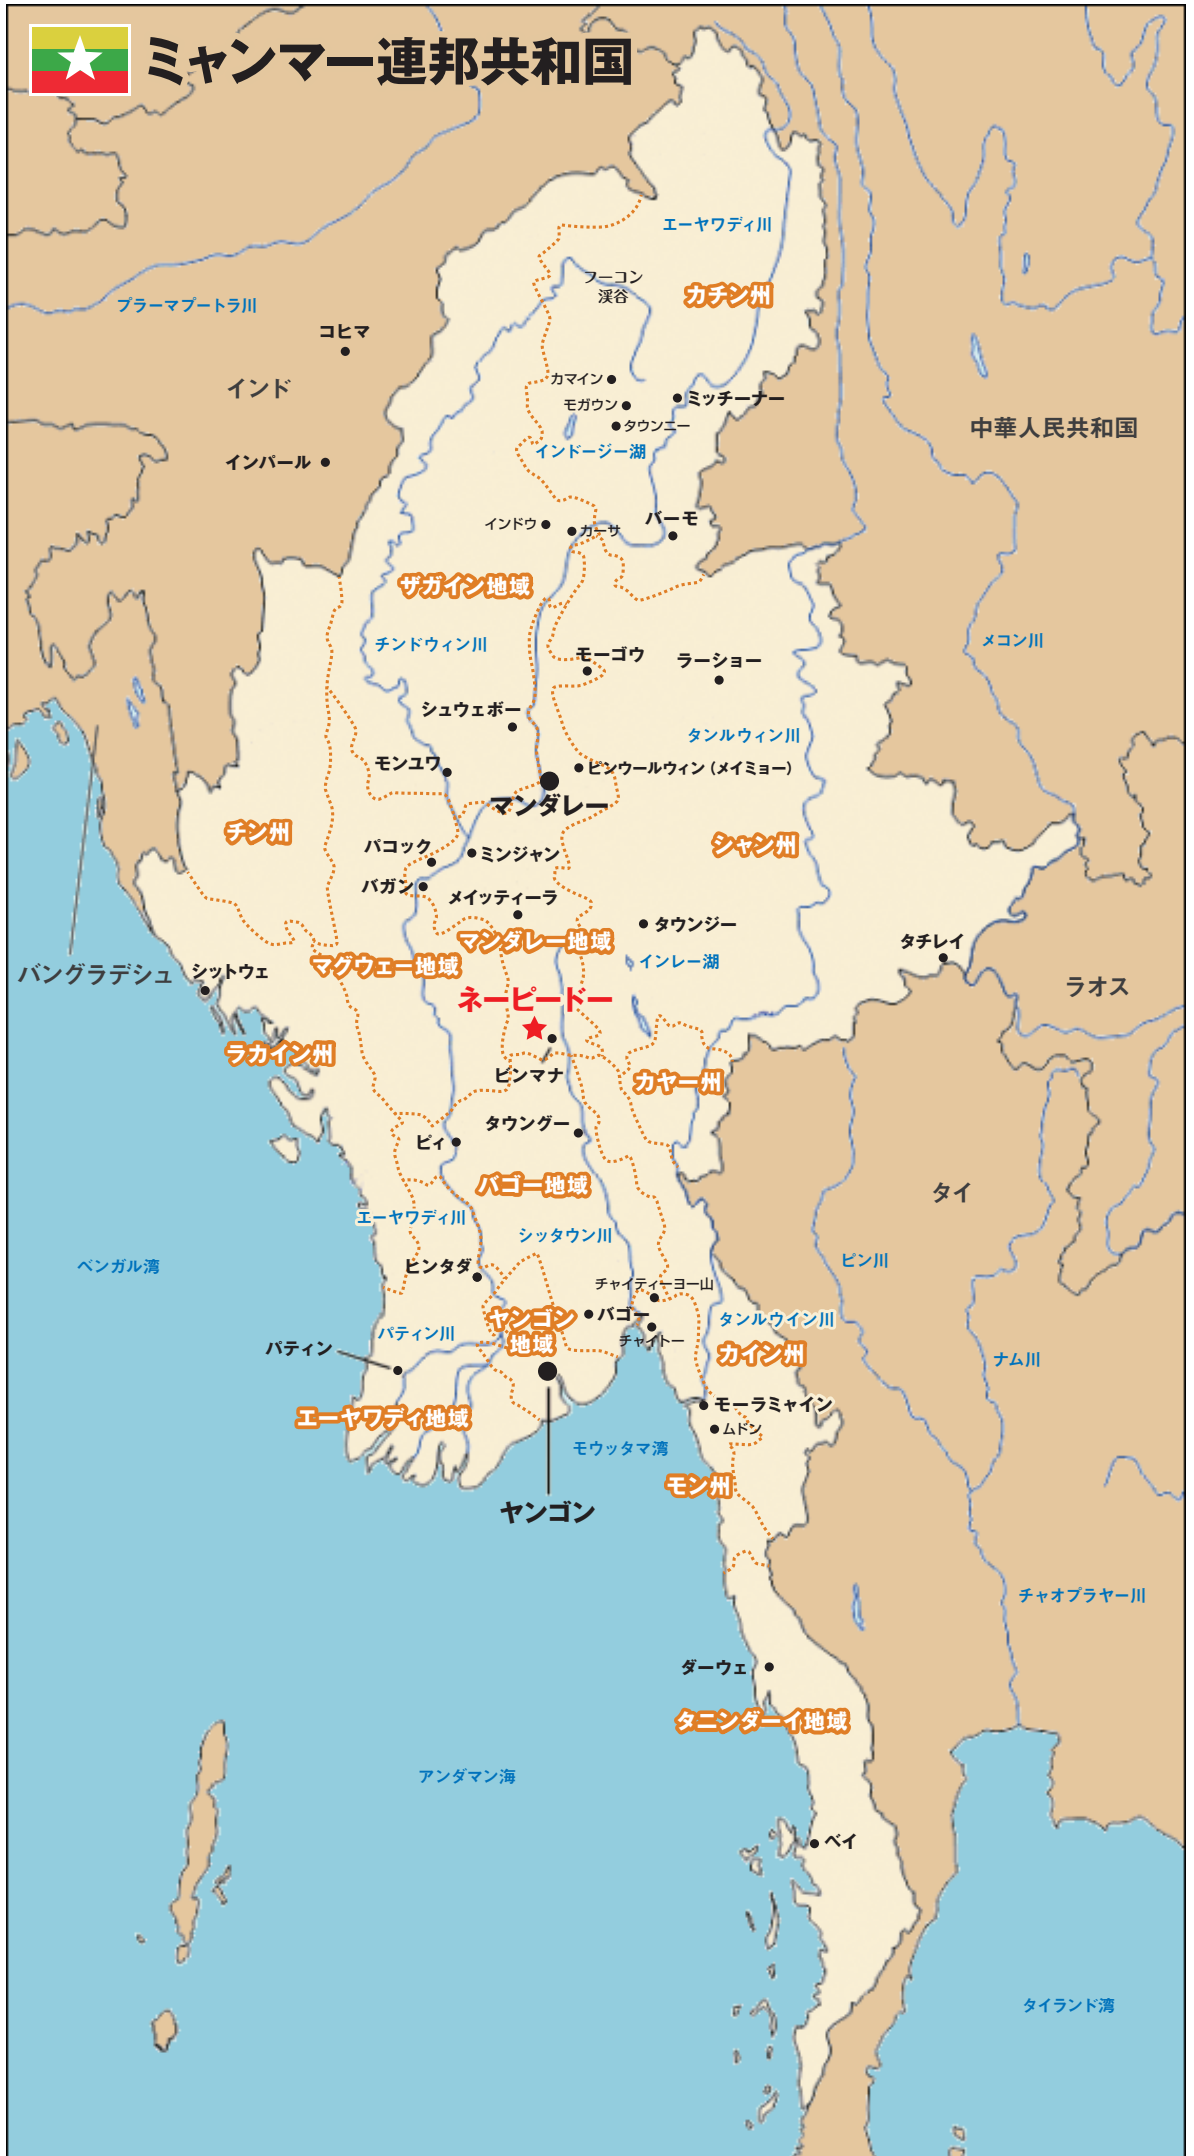 ミャンマー連邦共和国
エーヤワディ川
フーコン
渓谷
カチン州
プラーマプートラ川
コヒマ
インド
カマイン
モガウン
ミッチーナー
タウンニー
中華人民共和国
インドージー湖
インパール
インドウ
カーサ
バーモ
ザガイン地域
チンドウィン川
モーゴウ
ラーショー
メコン川
シュウェボー
タンルウィン川
モンユワ
ピンウールウィン（メイミョー）
マンダレー
チン州
パコック
ミンジャン
シャン州
バガン
メイッティーラ
タウンジー
マンダレー地域
タチレイ
マグウェー地域
インレー湖
バングラデシュ
シットウェ
ラオス
ネーピードー
ラカイン州
ピンマナ
カヤー州
タウングー
ピィ
バゴー地域
タイ
エーヤワディ川
シッタウン川
ベンガル湾
ヒンタダ
ピン川
チャイティーヨー山
バゴー
ヤンゴン
地域
タンルウイン川
パティン川
チャイトー
パティン
カイン州
ナム川
エーヤワディ地域
モーラミャイン
ムドン
モウッタマ湾
モン州
ヤンゴン
チャオプラヤー川
ダーウェ
タニンダーイ地域
アンダマン海
ベイ
タイランド湾